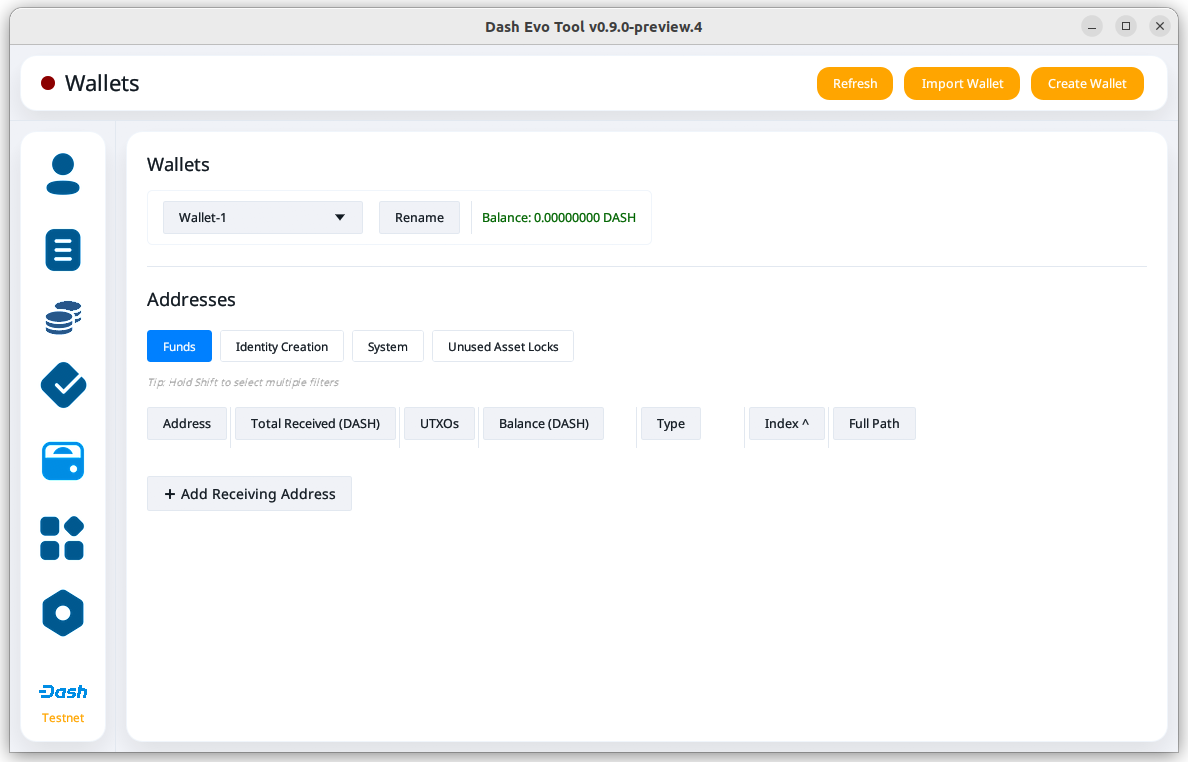 Dash Evo Tool v0.9.0-preview.4
Wallets
Refresh Import Wallet Create Wallet
Wallets
Wallet-1 Rename Balance: 0.00000000 DASH
Addresses
Funds Identity Creation System Unused Asset Locks
Tip: Hold Shift to select multiple filters
Address Total Received (DASH) UTXOs Balance (DASH) Type Index ^ Full Path
+ Add Receiving Address
Dash
Testnet